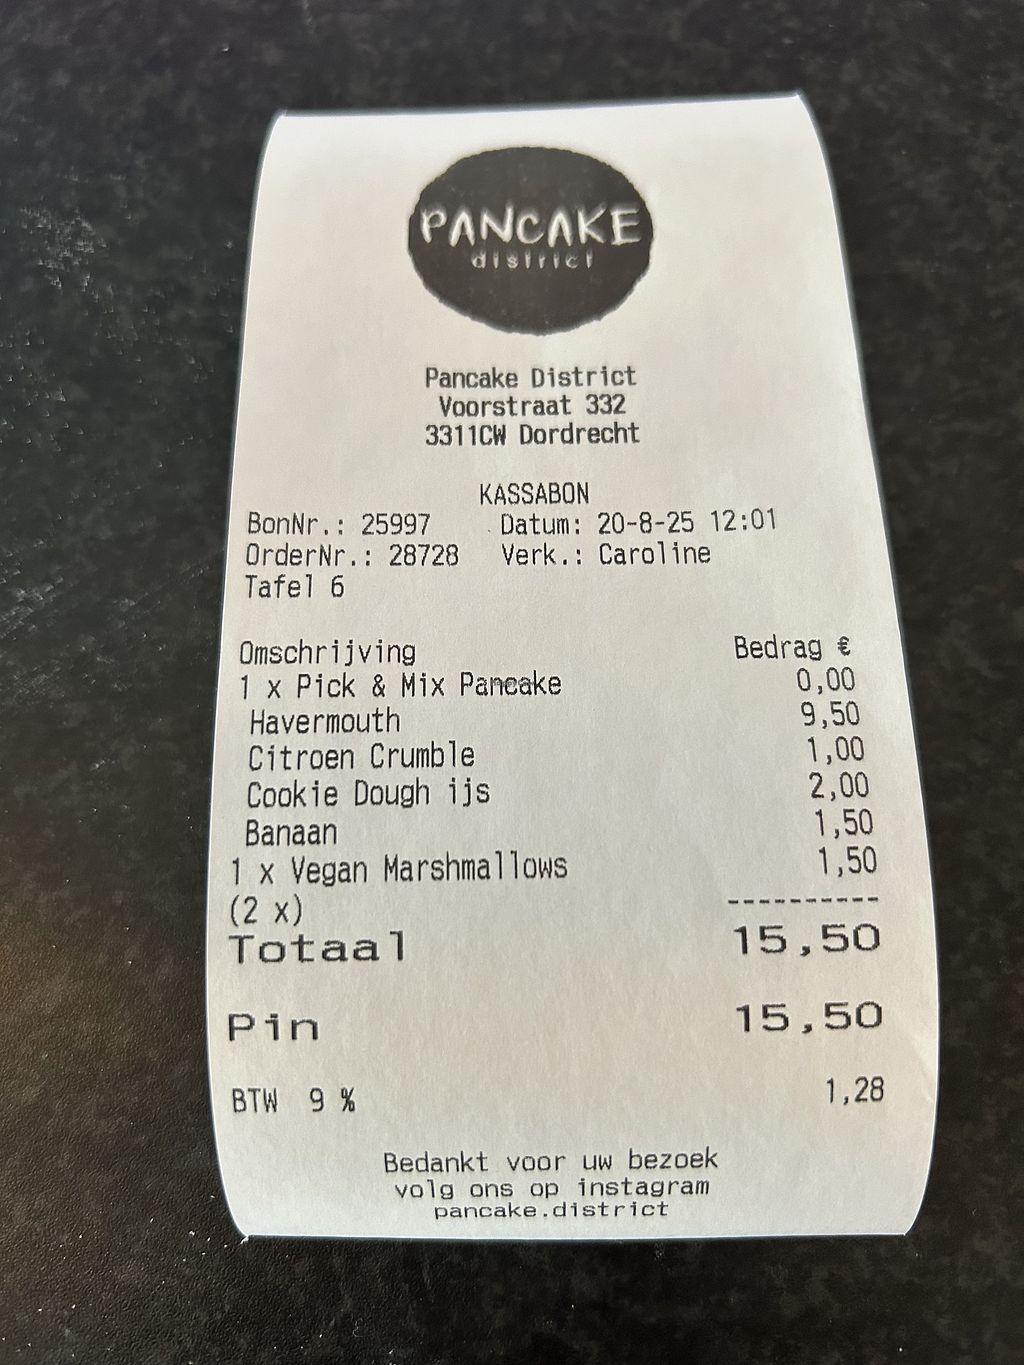 PANCAKE
district
Pancake District
Voorstraat 332
3311CW Dordrecht
KASSABON
BonNr.: 25997 Datum: 20-8-25 12:01
OrderNr.: 28728 Verk.: Caroline
Tafel 6
Omschrijving Bedrag €
1 x Pick & Mix Pancake 0,00
Havermouth 9,50
Citroen Crumble 1,00
Cookie Dough ijs 2,00
Banaan 1,50
1 x Vegan Marshmallows 1,50
(2 x) ----------
Totaal 15,50
Pin 15,50
BTW 9 % 1,28
Bedankt voor uw bezoek
volg ons op instagram
pancake.district